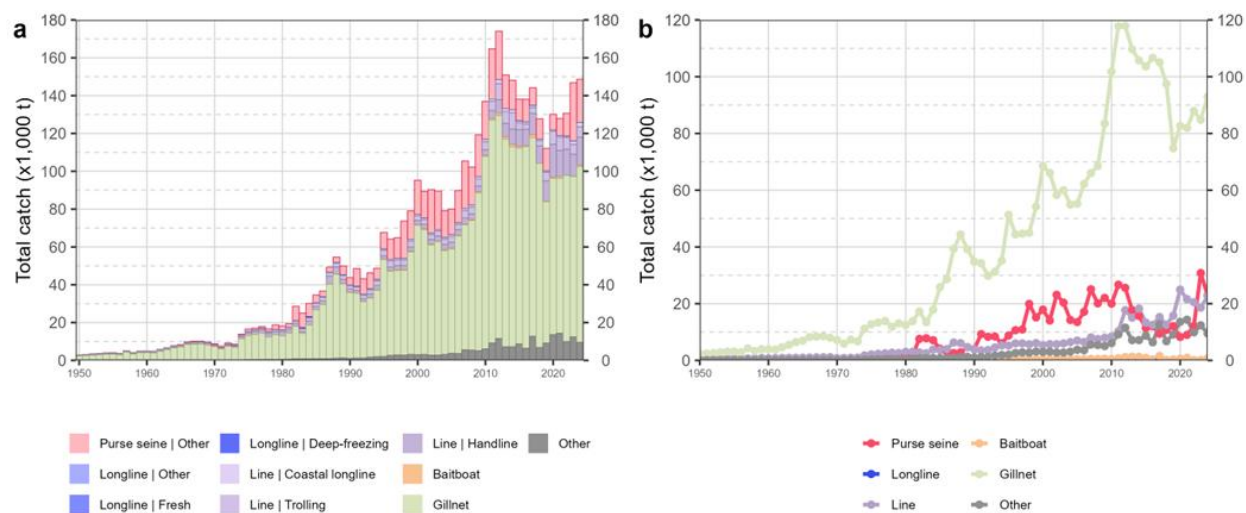 a
Total catch (x1,000 t)
180
160
140
120
100
80
60
40
20
0
180
160
140
120
100
80
60
40
20
0
1950 1960 1970 1980 1990 2000 2010 2020
Purse seine | Other Longline | Deep-freezing Line | Handline Other
Longline | Other Line | Coastal longline Baitboat
Longline | Fresh Line | Trolling Gillnet
b
Total catch (x1,000 t)
120
100
80
60
40
20
0
120
100
80
60
40
20
0
1950 1960 1970 1980 1990 2000 2010 2020
Purse seine Baitboat
Longline Gillnet
Line Other